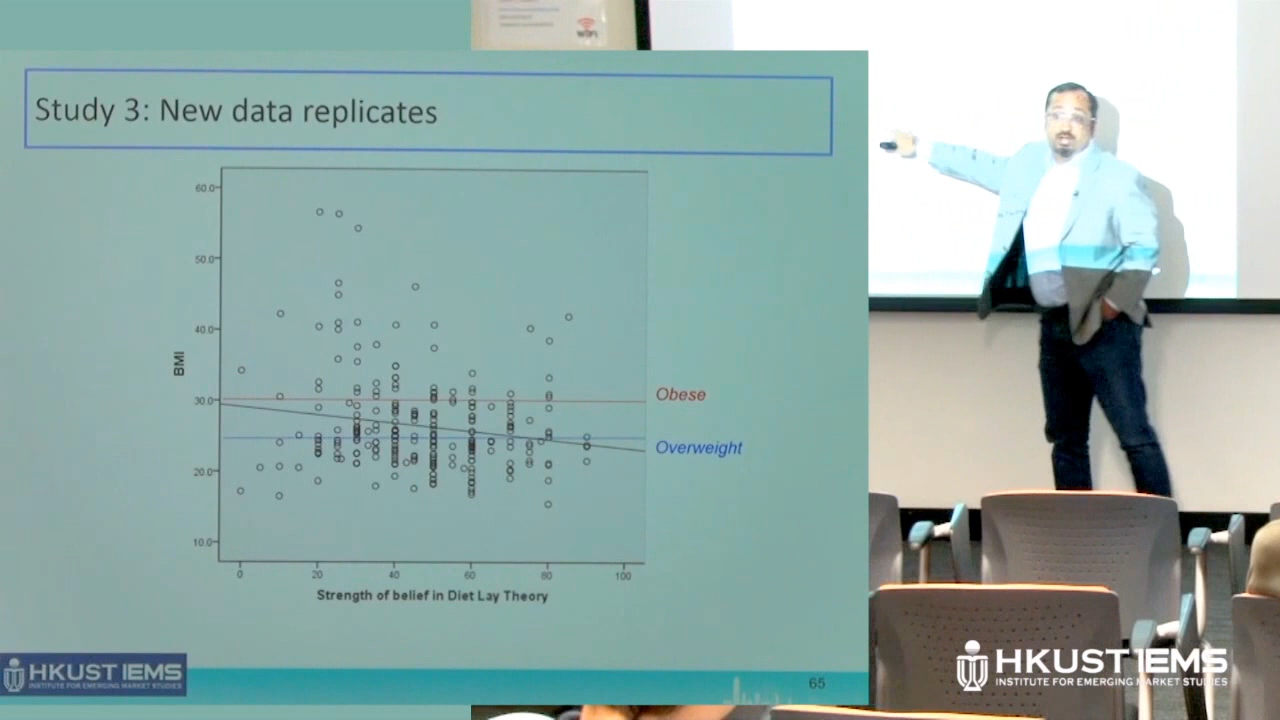 WiFi
Study 3: New data replicates
60.0
50.0
40.0
30.0
20.0
10.0
BMI
Obese
Overweight
0
20
40
60
80
100
Strength of belief in Diet Lay Theory
HKUST IEMS
INSTITUTE FOR EMERGING MARKET STUDIES
65
HKUST IEMS
INSTITUTE FOR EMERGING MARKET STUDIES